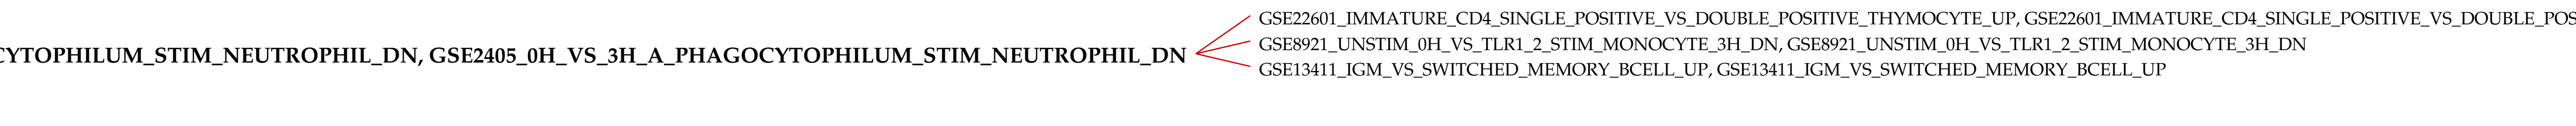 GSE22601_IMMATURE_CD4_SINGLE_POSITIVE_VS_DOUBLE_POSITIVE_THYMOCYTE_UP, GSE22601_IMMATURE_CD4_SINGLE_POSITIVE_VS_DOUBLE_POS
CYTOPHILUM_STIM_NEUTROPHIL_DN, GSE2405_0H_VS_3H_A_PHAGOCYTOPHILUM_STIM_NEUTROPHIL_DN
GSE8921_UNSTIM_0H_VS_TLR1_2_STIM_MONOCYTE_3H_DN, GSE8921_UNSTIM_0H_VS_TLR1_2_STIM_MONOCYTE_3H_DN
GSE13411_IGM_VS_SWITCHED_MEMORY_BCELL_UP, GSE13411_IGM_VS_SWITCHED_MEMORY_BCELL_UP